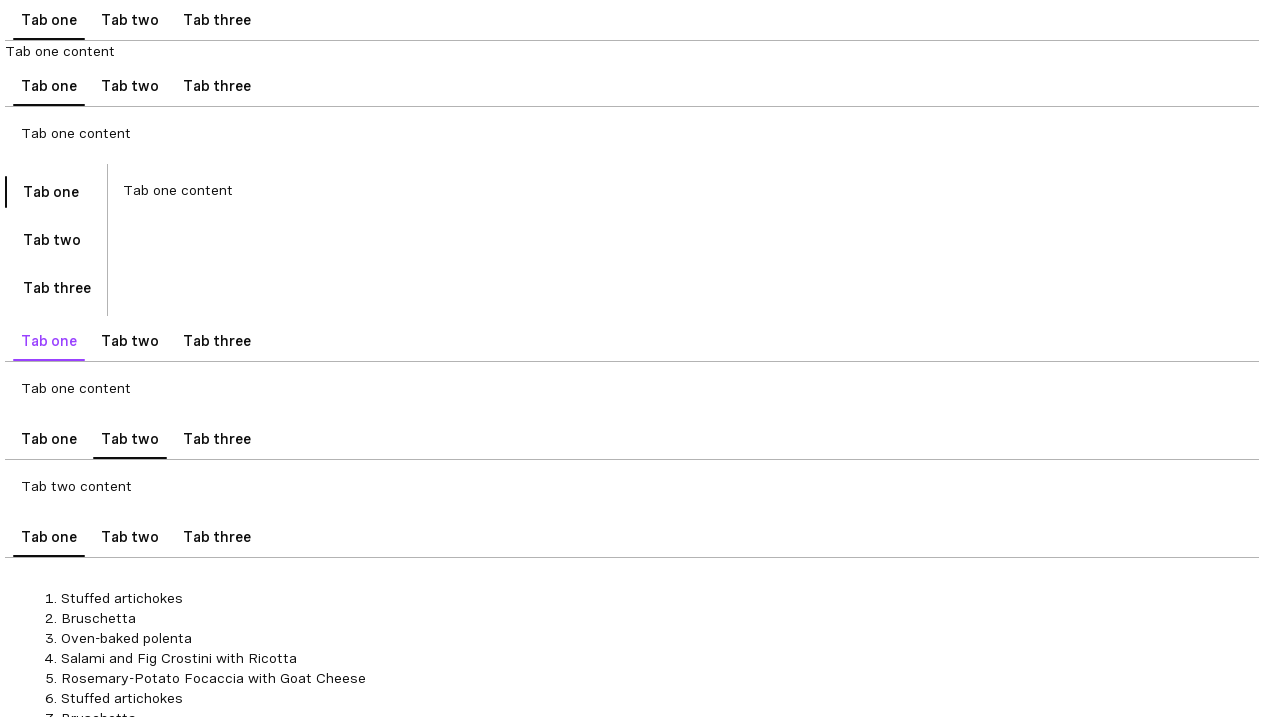 Tab one Tab two Tab three
Tab one content
Tab one Tab two Tab three
Tab one content
Tab one
Tab one content
Tab two
Tab three
Tab one Tab two Tab three
Tab one content
Tab one Tab two Tab three
Tab two content
Tab one Tab two Tab three
1. Stuffed artichokes
2. Bruschetta
3. Oven-baked polenta
4. Salami and Fig Crostini with Ricotta
5. Rosemary-Potato Focaccia with Goat Cheese
6. Stuffed artichokes
7. Bruschetta